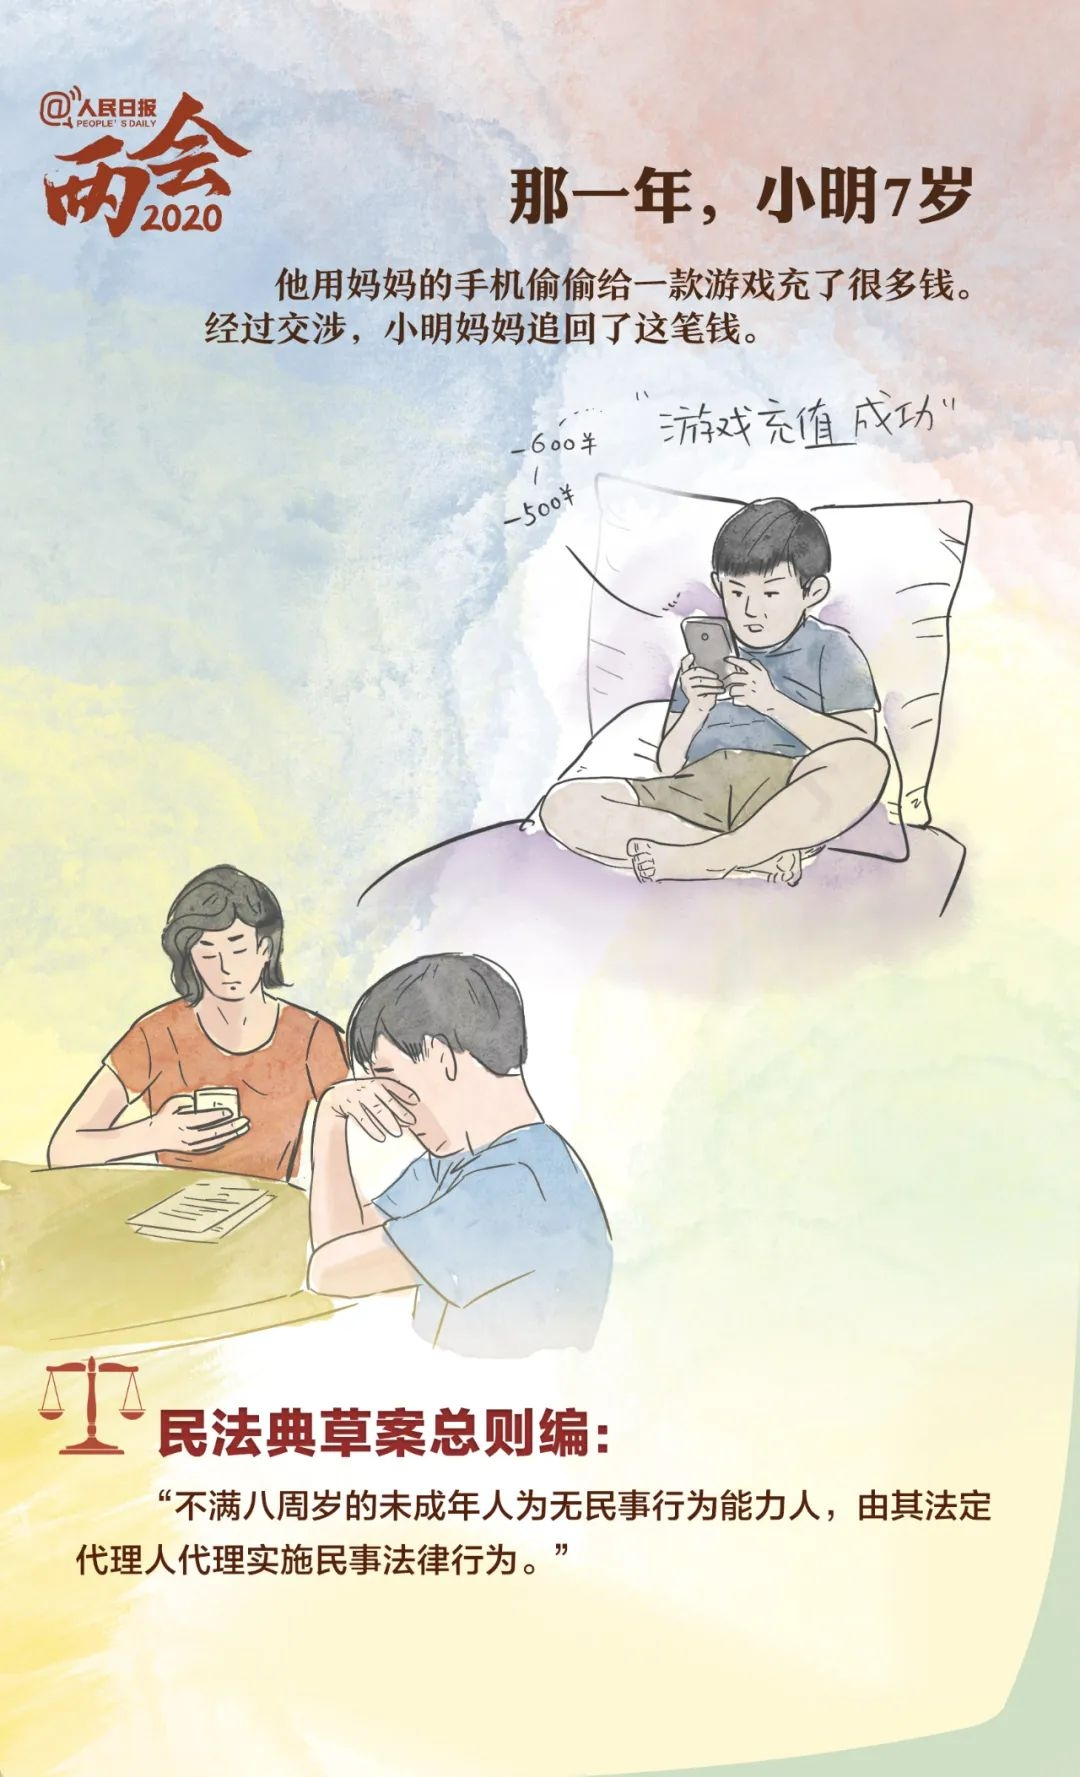 @人民日报
PEOPLE'S DAILY
两会
2020
那一年，小明7岁
他用妈妈的手机偷偷给一款游戏充了很多钱。
经过交涉，小明妈妈追回了这笔钱。
“游戏充值成功”
-600¥
-500¥
民法典草案总则编：
“不满八周岁的未成年人为无民事行为能力人，由其法定
代理人代理实施民事法律行为。”